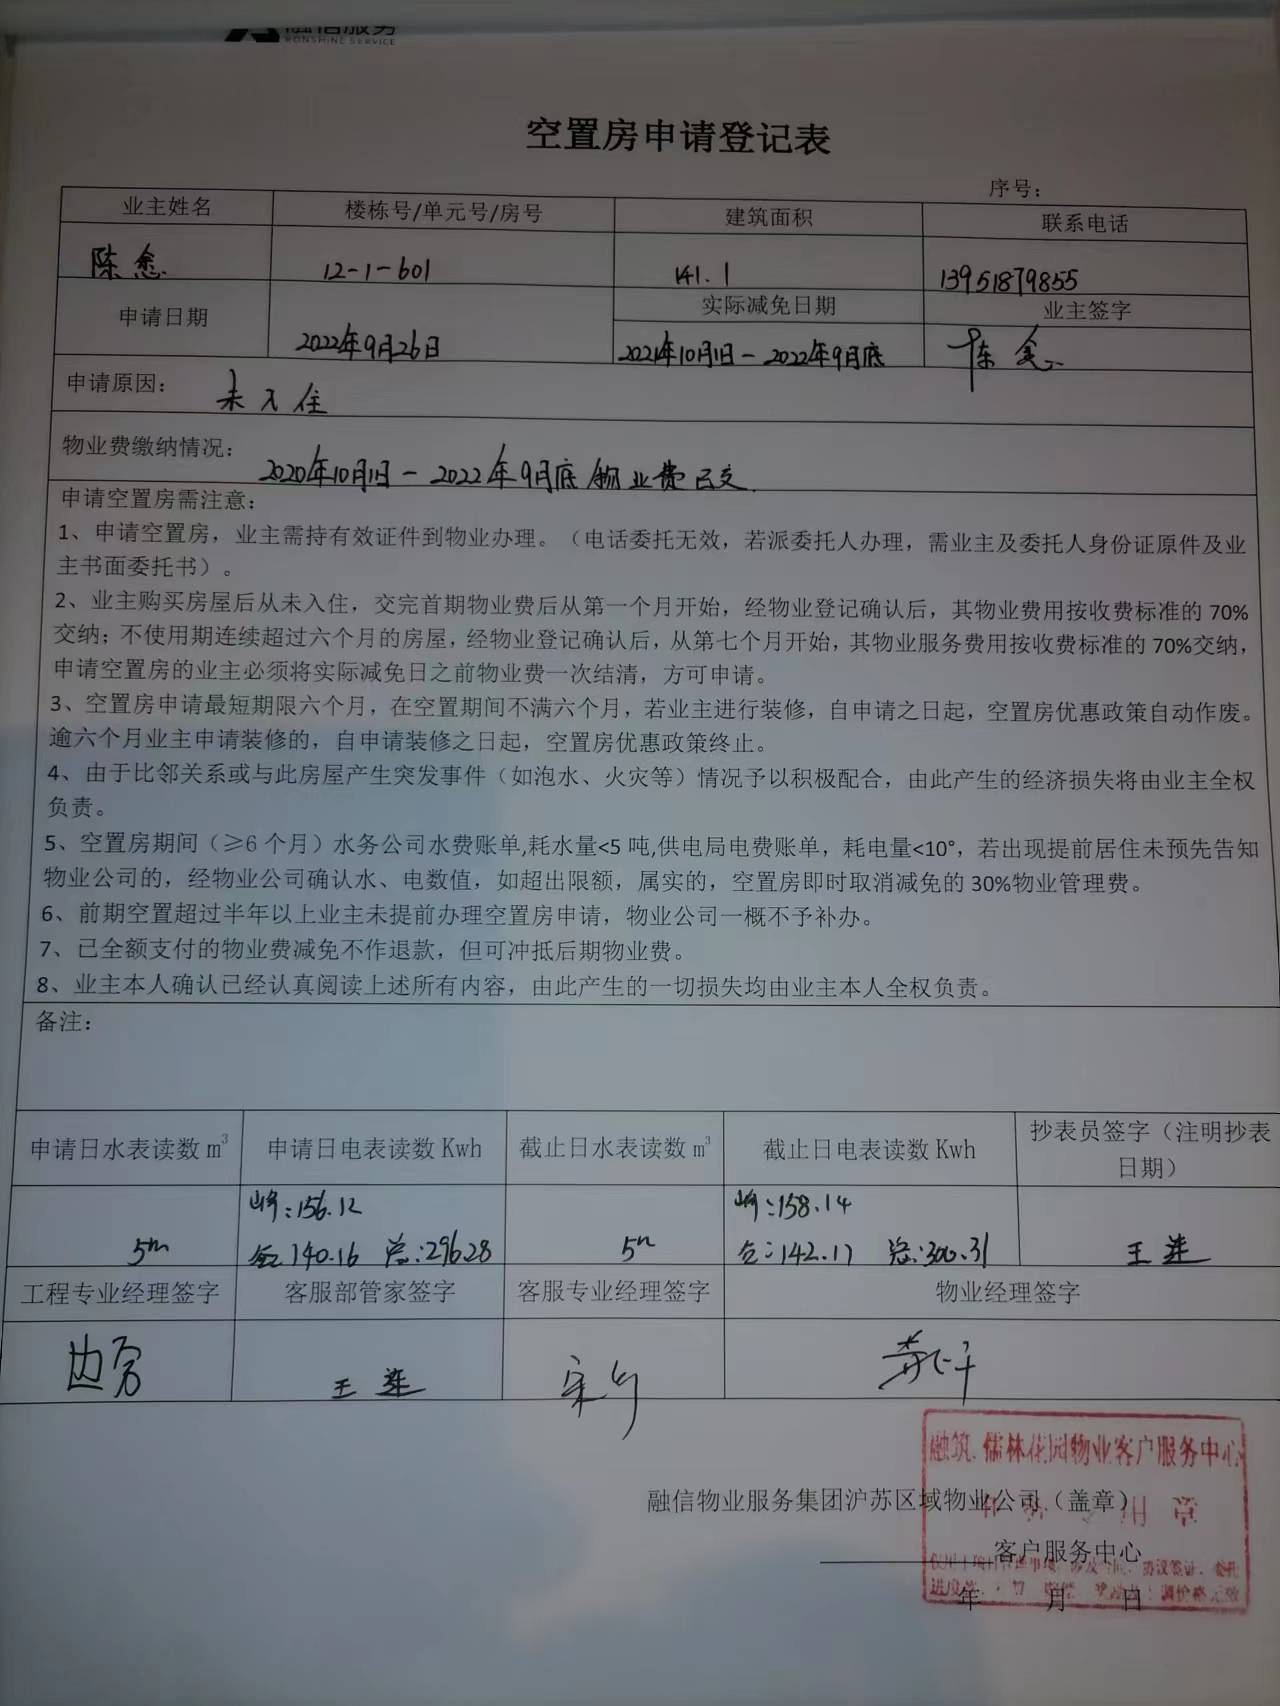 融信服务
RONSHINE SERVICE
空置房申请登记表
序号：
业主姓名 楼栋号/单元号/房号 建筑面积 联系电话
陈愈 12-1-601 141.1 13951879855
申请日期 2022年9月26日 实际减免日期 业主签字
2021年10月1日-2022年9月底 陈愈
申请原因： 未入住
物业费缴纳情况： 2020年10月1日-2022年9月底物业费已交
申请空置房需注意：
1、申请空置房，业主需持有效证件到物业办理。（电话委托无效，若派委托人办理，需业主及委托人身份证原件及业
主书面委托书）。
2、业主购买房屋后从未入住，交完首期物业费后从第一个月开始，经物业登记确认后，其物业费用按收费标准的70%
交纳；不使用期连续超过六个月的房屋，经物业登记确认后，从第七个月开始，其物业服务费用按收费标准的70%交纳，
申请空置房的业主必须将实际减免日之前物业费一次结清，方可申请。
3、空置房申请最短期限六个月，在空置期间不满六个月，若业主进行装修，自申请之日起，空置房优惠政策自动作废。
逾六个月业主申请装修的，自申请装修之日起，空置房优惠政策终止。
4、由于比邻关系或与此房屋产生突发事件（如泡水、火灾等）情况予以积极配合，由此产生的经济损失将由业主全权
负责。
5、空置房期间（≥6个月）水务公司水费账单,耗水量<5吨,供电局电费账单，耗电量<10°，若出现提前居住未预先告知
物业公司的，经物业公司确认水、电数值，如超出限额，属实的，空置房即时取消减免的30%物业管理费。
6、前期空置超过半年以上业主未提前办理空置房申请，物业公司一概不予补办。
7、已全额支付的物业费减免不作退款，但可冲抵后期物业费。
8、业主本人确认已经认真阅读上述所有内容，由此产生的一切损失均由业主本人全权负责。
备注：
申请日水表读数m³ 申请日电表读数Kwh 截止日水表读数m³ 截止日电表读数Kwh 抄表员签字（注明抄表
日期）
峰：156.12 峰：158.14
5m 谷：140.16 总：296.28 5m 谷：142.17 总：300.31 王莲
工程专业经理签字 客服部管家签字 客服专业经理签字 物业经理签字
王莲
融筑.儒林花园物业客户服务中心
融信物业服务集团沪苏区域物业公司（盖章）
用章
客户服务中心
年 月 日